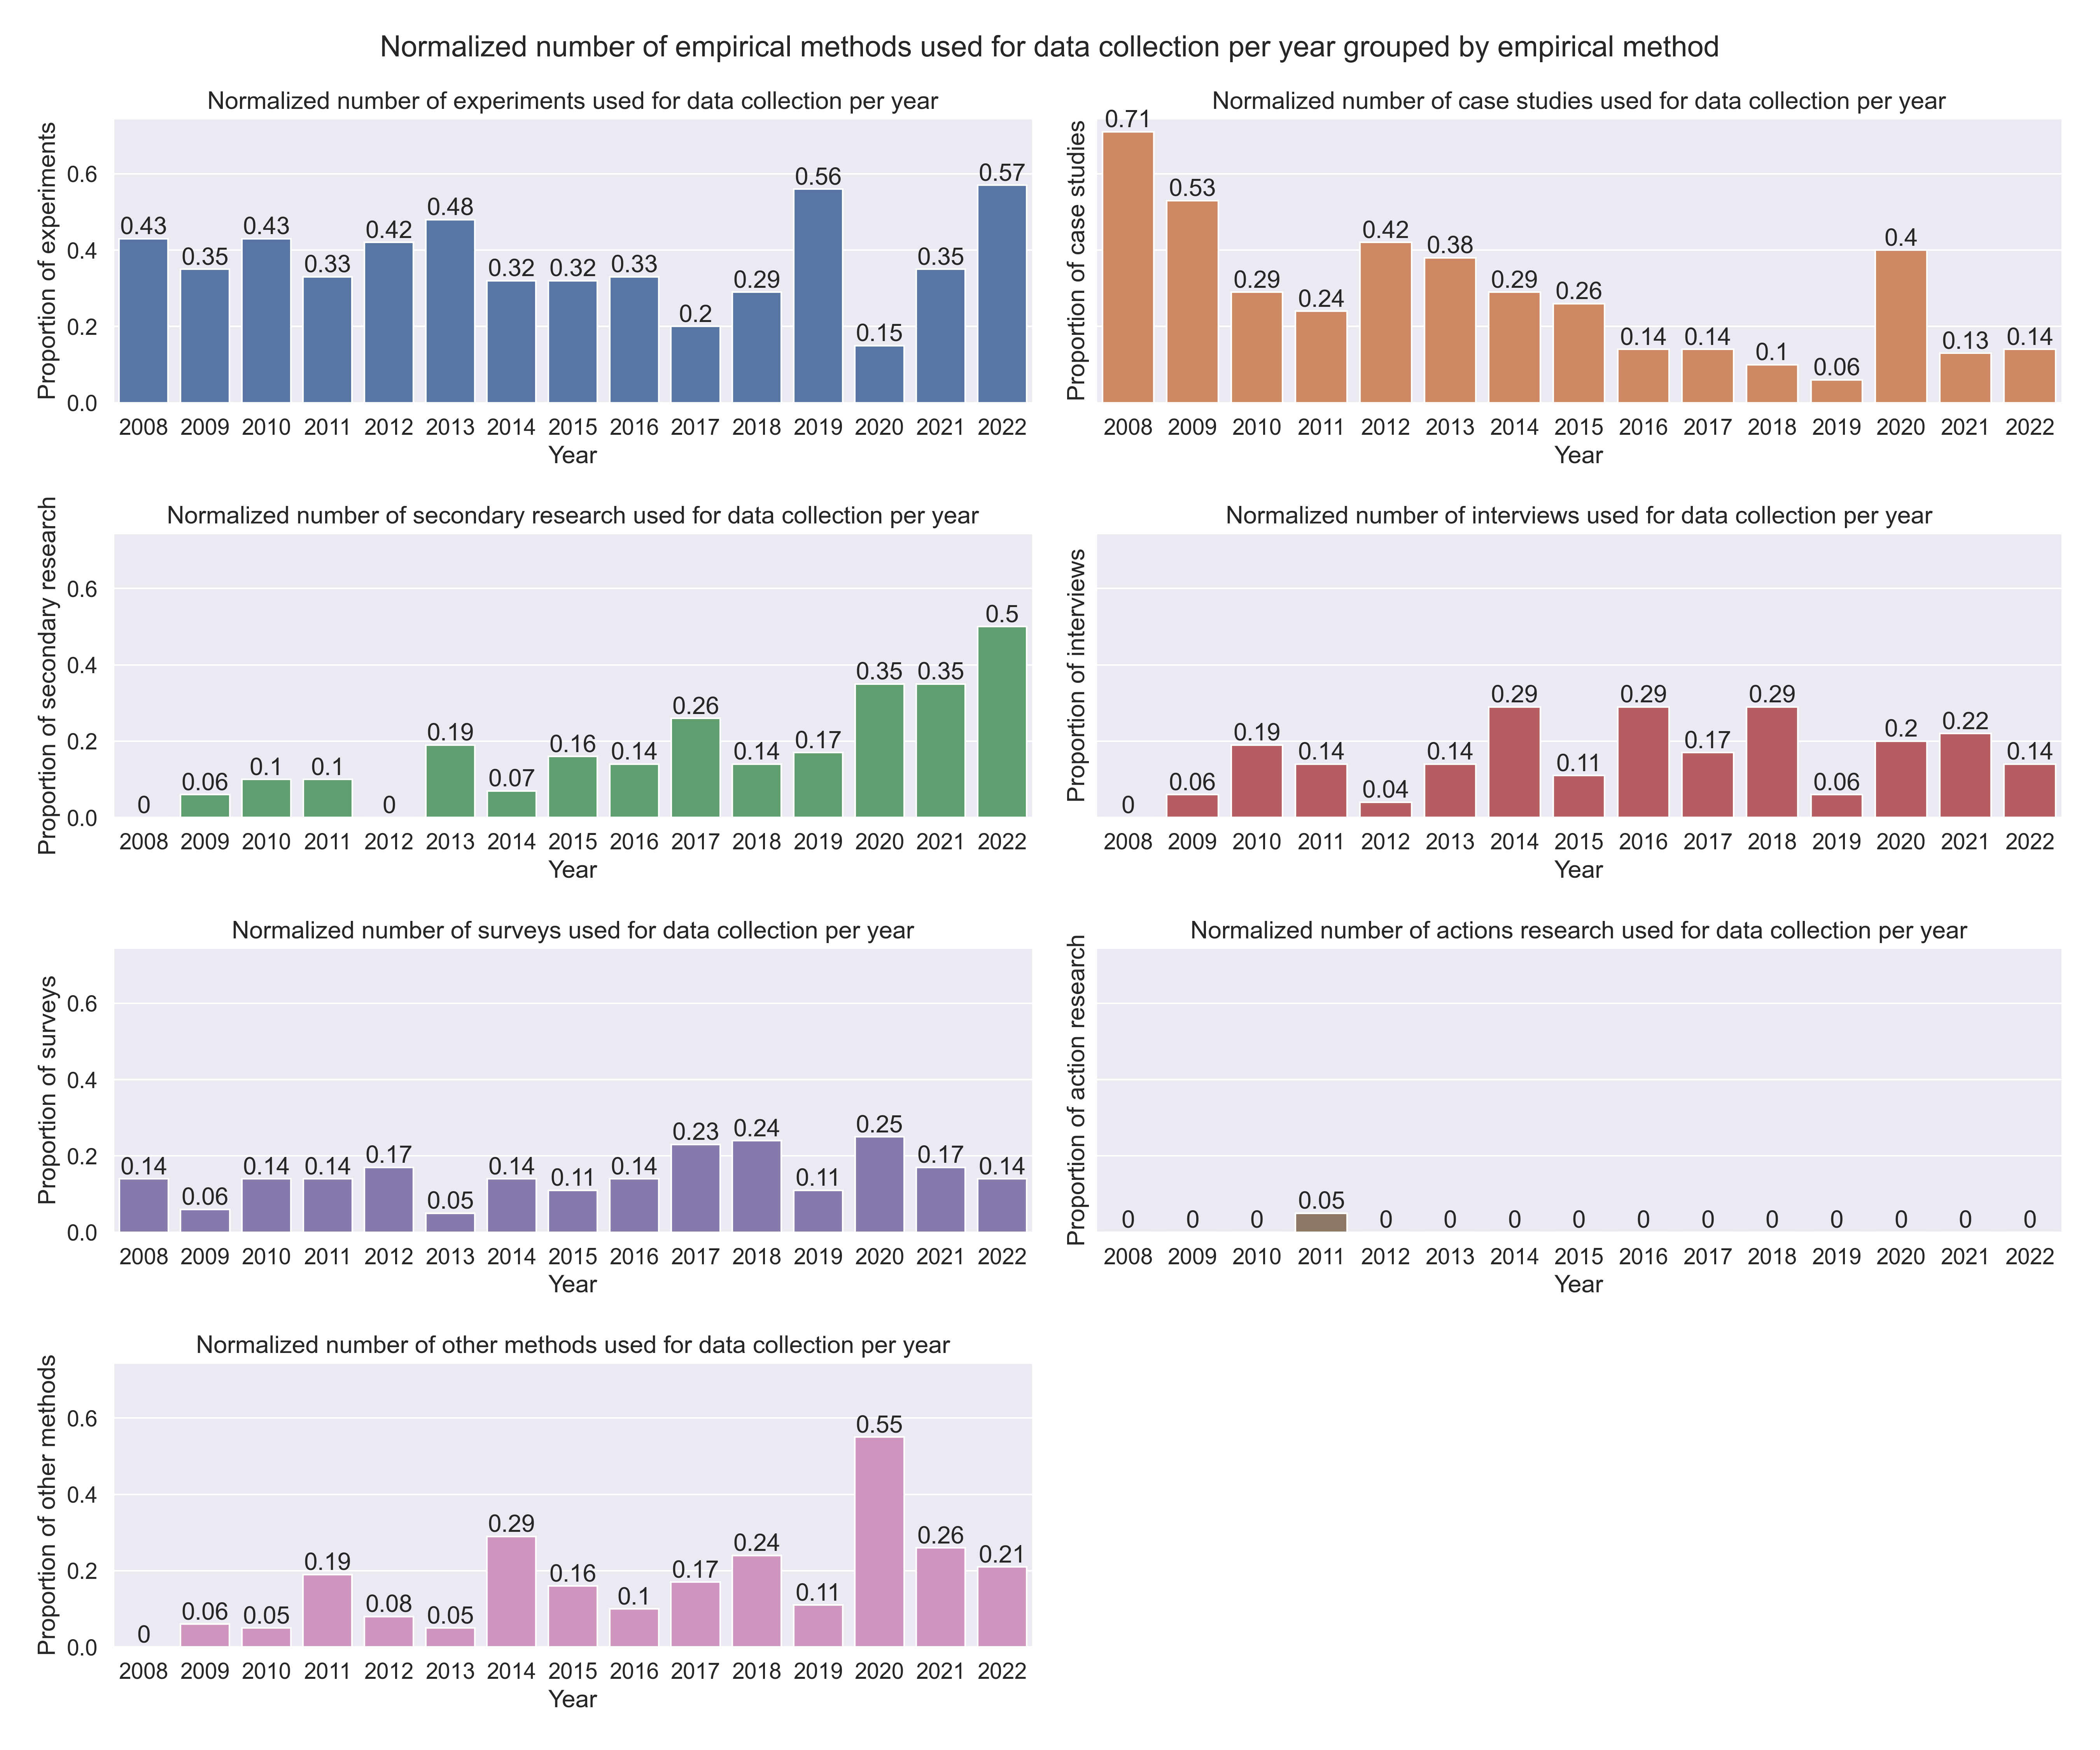 Normalized number of empirical methods used for data collection per year grouped by empirical method
Normalized number of experiments used for data collection per year
Proportion of experiments
0.6
0.4
0.2
0.0
0.43 0.35 0.43 0.33 0.42 0.48 0.32 0.32 0.33 0.2 0.29 0.56 0.15 0.35 0.57
2008 2009 2010 2011 2012 2013 2014 2015 2016 2017 2018 2019 2020 2021 2022
Year
Normalized number of case studies used for data collection per year
Proportion of case studies
0.71 0.53 0.29 0.24 0.42 0.38 0.29 0.26 0.14 0.14 0.1 0.06 0.4 0.13 0.14
2008 2009 2010 2011 2012 2013 2014 2015 2016 2017 2018 2019 2020 2021 2022
Year
Normalized number of secondary research used for data collection per year
Proportion of secondary research
0.6
0.4
0.2
0.0
0 0.06 0.1 0.1 0 0.19 0.07 0.16 0.14 0.26 0.14 0.17 0.35 0.35 0.5
2008 2009 2010 2011 2012 2013 2014 2015 2016 2017 2018 2019 2020 2021 2022
Year
Normalized number of interviews used for data collection per year
Proportion of interviews
0 0.06 0.19 0.14 0.04 0.14 0.29 0.11 0.29 0.17 0.29 0.06 0.2 0.22 0.14
2008 2009 2010 2011 2012 2013 2014 2015 2016 2017 2018 2019 2020 2021 2022
Year
Normalized number of surveys used for data collection per year
Proportion of surveys
0.6
0.4
0.2
0.0
0.14 0.06 0.14 0.14 0.17 0.05 0.14 0.11 0.14 0.23 0.24 0.11 0.25 0.17 0.14
2008 2009 2010 2011 2012 2013 2014 2015 2016 2017 2018 2019 2020 2021 2022
Year
Normalized number of actions research used for data collection per year
Proportion of action research
0 0 0 0.05 0 0 0 0 0 0 0 0 0 0 0
2008 2009 2010 2011 2012 2013 2014 2015 2016 2017 2018 2019 2020 2021 2022
Year
Normalized number of other methods used for data collection per year
Proportion of other methods
0.6
0.4
0.2
0.0
0 0.06 0.05 0.19 0.08 0.05 0.29 0.16 0.1 0.17 0.24 0.11 0.55 0.26 0.21
2008 2009 2010 2011 2012 2013 2014 2015 2016 2017 2018 2019 2020 2021 2022
Year